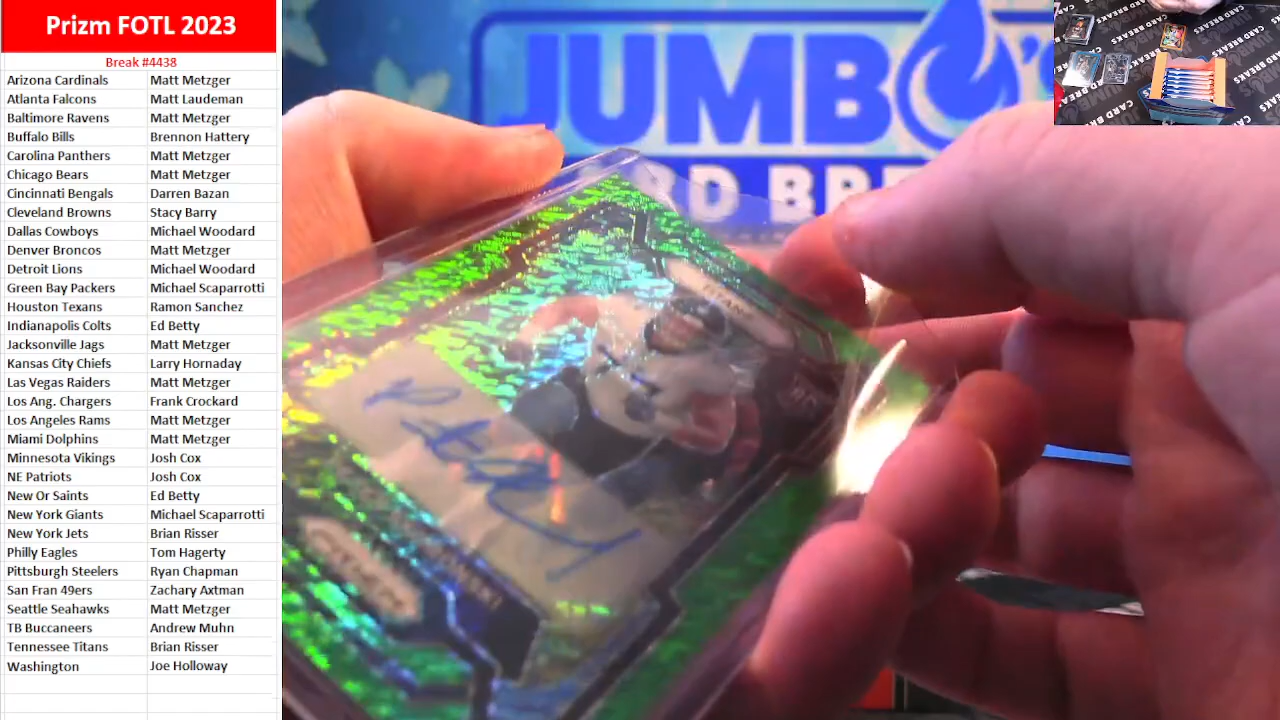 Prizm FOTL 2023
Break #4438
Arizona Cardinals Matt Metzger
Atlanta Falcons Matt Laudeman
Baltimore Ravens Matt Metzger
Buffalo Bills Brennon Hattery
Carolina Panthers Matt Metzger
Chicago Bears Matt Metzger
Cincinnati Bengals Darren Bazan
Cleveland Browns Stacy Barry
Dallas Cowboys Michael Woodard
Denver Broncos Matt Metzger
Detroit Lions Michael Woodard
Green Bay Packers Michael Scaparrotti
Houston Texans Ramon Sanchez
Indianapolis Colts Ed Betty
Jacksonville Jags Matt Metzger
Kansas City Chiefs Larry Hornaday
Las Vegas Raiders Matt Metzger
Los Ang. Chargers Frank Crockard
Los Angeles Rams Matt Metzger
Miami Dolphins Matt Metzger
Minnesota Vikings Josh Cox
NE Patriots Josh Cox
New Or Saints Ed Betty
New York Giants Michael Scaparrotti
New York Jets Brian Risser
Philly Eagles Tom Hagerty
Pittsburgh Steelers Ryan Chapman
San Fran 49ers Zachary Axtman
Seattle Seahawks Matt Metzger
TB Buccaneers Andrew Muhn
Tennessee Titans Brian Risser
Washington Joe Holloway
JUMBO'S
CARD BREAKS
TITANS
PRIZM